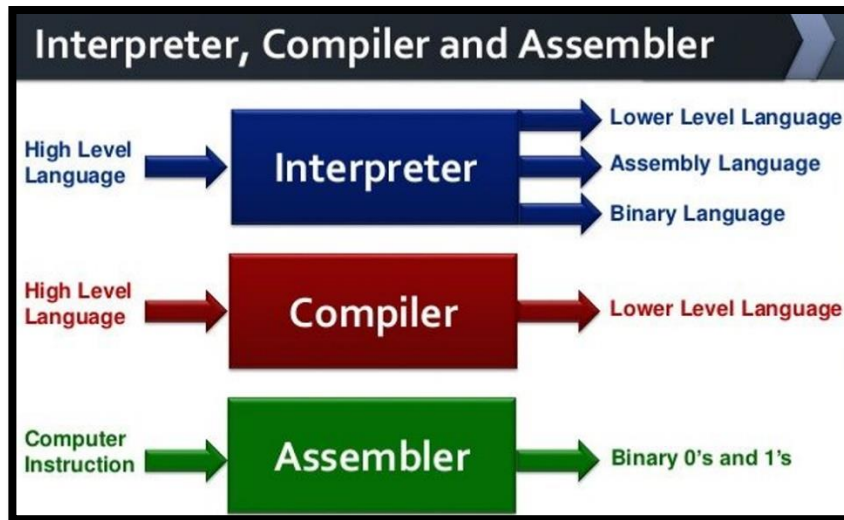 Interpreter, Compiler and Assembler
High Level
Language
Interpreter
Lower Level Language
Assembly Language
Binary Language
High Level
Language
Compiler
Lower Level Language
Computer
Instruction
Assembler
Binary 0's and 1's